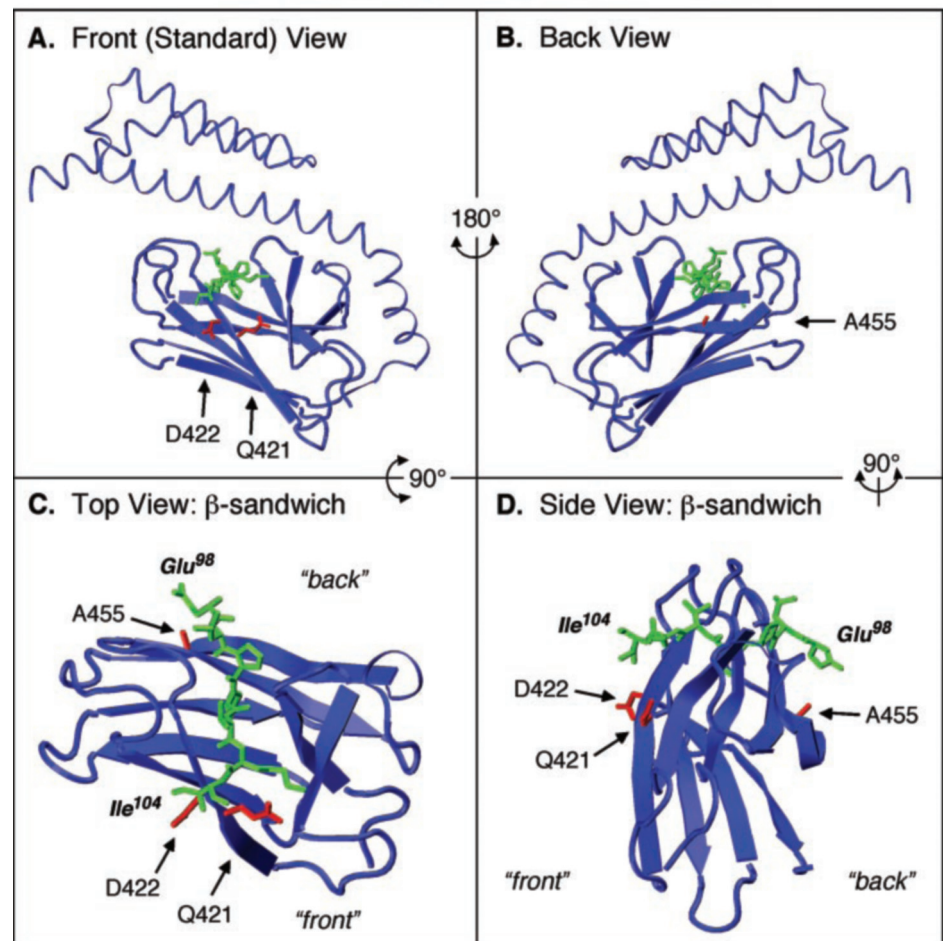 A. Front (Standard) View
B. Back View
180°
A455
D422
Q421
90°
90°
C. Top View: β-sandwich
D. Side View: β-sandwich
Glu98
"back"
A455
Ile104
Glu98
D422
A455
Q421
Ile104
D422
Q421
"front"
"front"
"back"